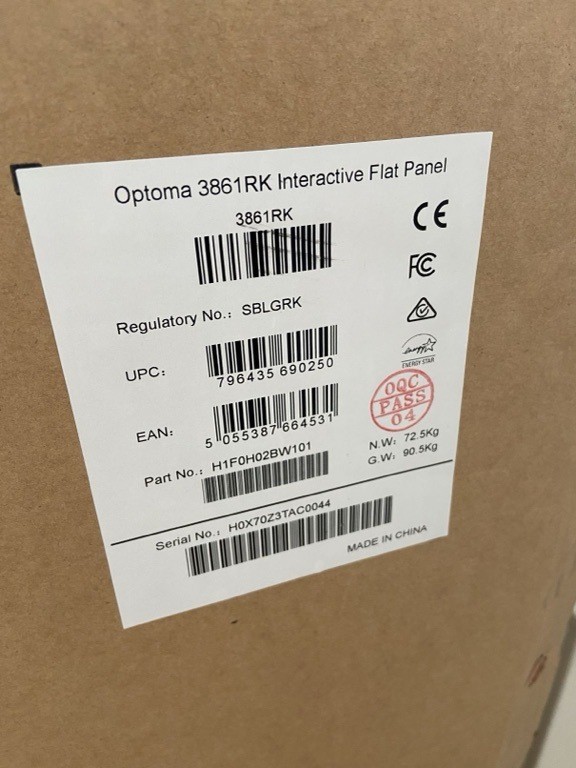 Optoma 3861RK Interactive Flat Panel
3861RK
CE
FC
Regulatory No.: SBLGRK
UPC:
796435 690250
energy
ENERGY STAR
EAN:
5 055387 664531
OQC
PASS
04
Part No.: H1F0H02BW101
N.W: 72.5Kg
G.W: 90.5Kg
Serial No.: H0X70Z3TAC0044
MADE IN CHINA